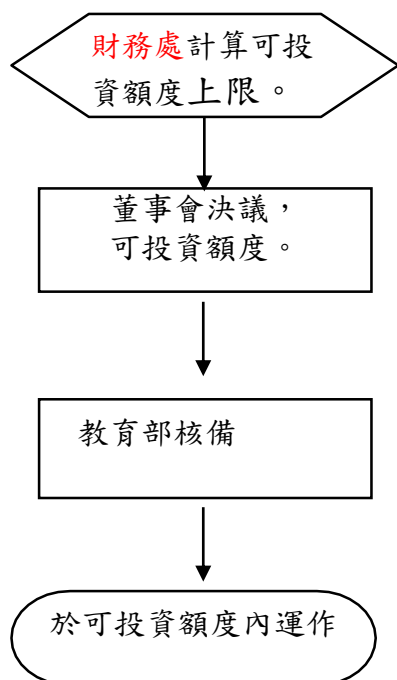 財務處計算可投
資額度上限。
董事會決議，
可投資額度。
教育部核備
於可投資額度內運作